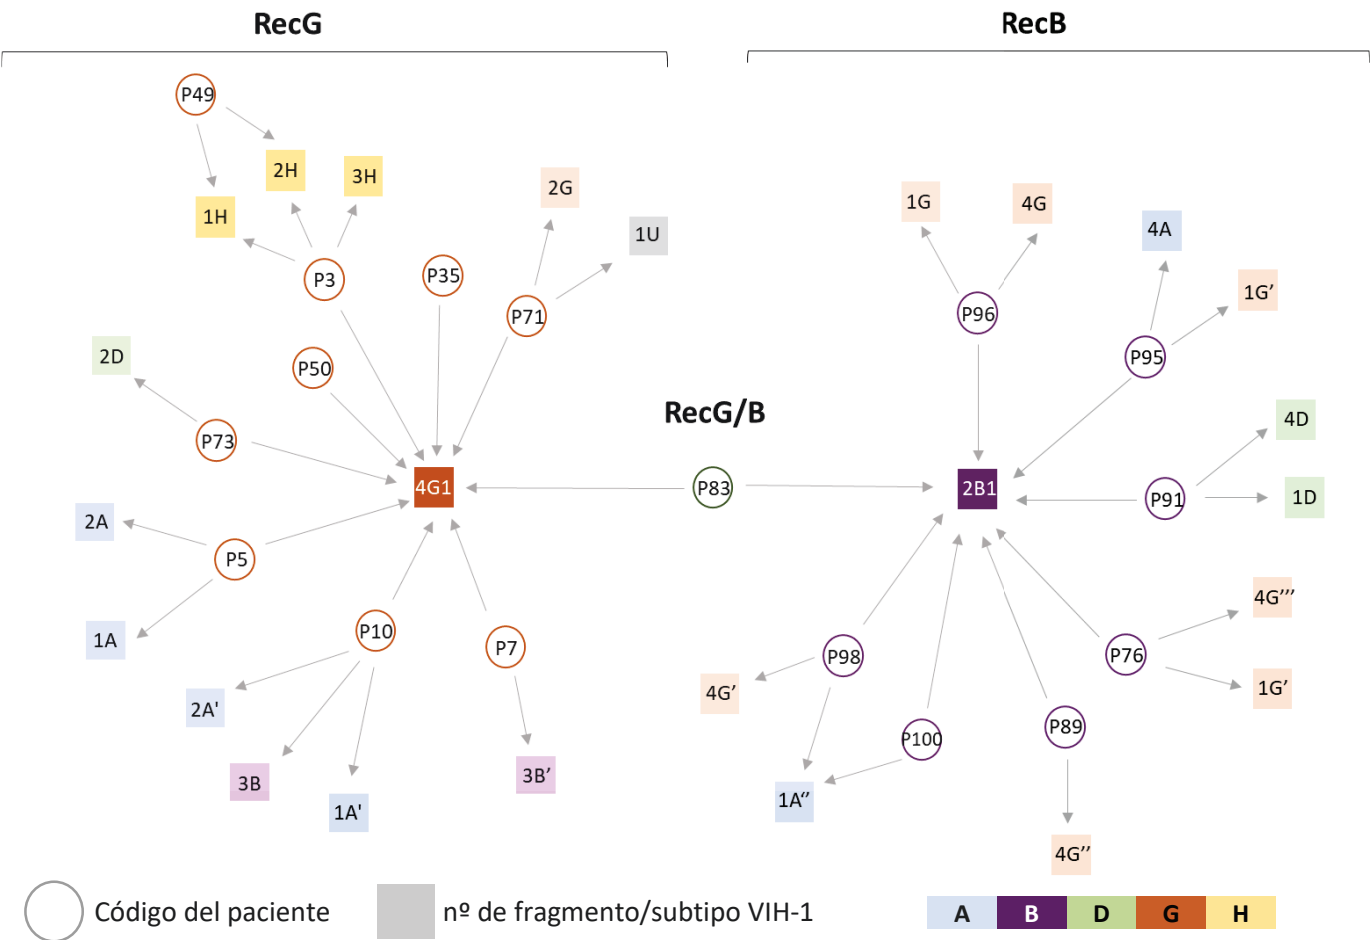 RecG
RecB
P49
2H
3H
1H
P3
P35
2G
1U
P71
P50
2D
P73
4G1
2A
P5
1A
P10
P7
2A'
3B
1A'
3B’
RecG/B
P83
1G
4G
4A
P96
1G’
P95
4D
2B1
P91
1D
4G’’’
P98
P76
4G’
1G’
P100
P89
1A‘’
4G’’
Código del paciente
nº de fragmento/subtipo VIH-1
A B D G H